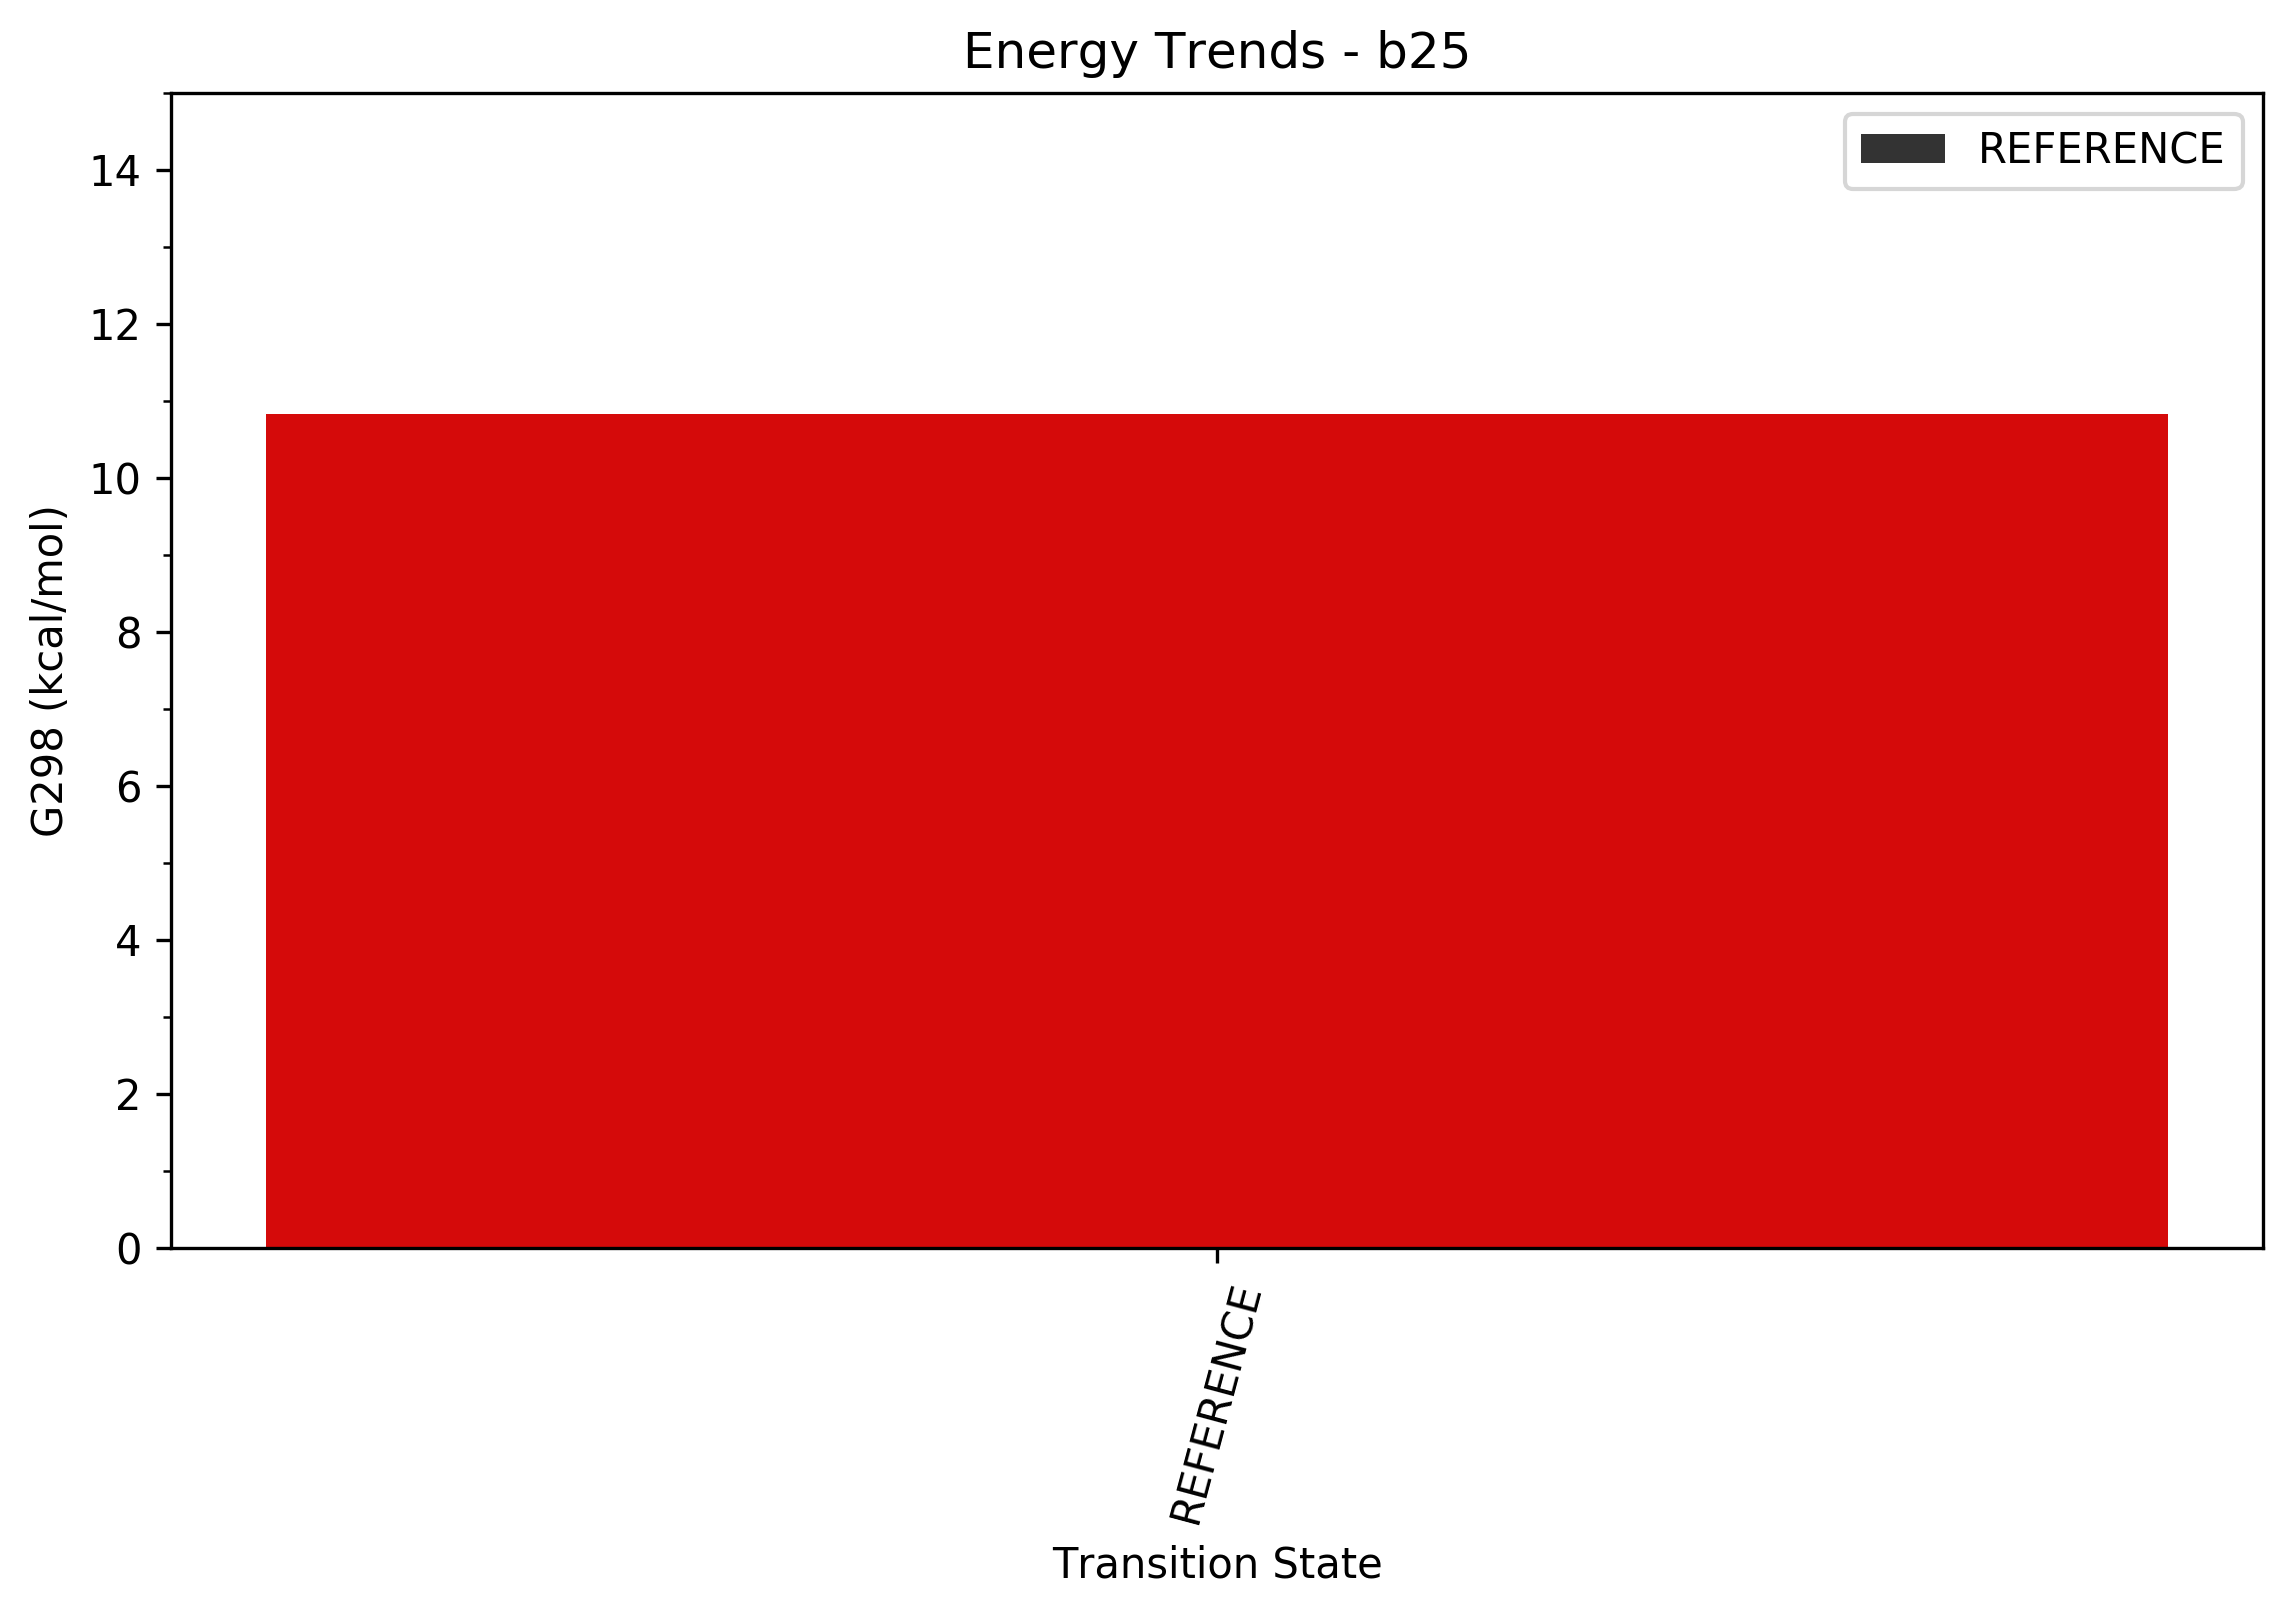 Energy Trends - b25
REFERENCE
14
12
10
8
6
4
2
0
G298 (kcal/mol)
REFERENCE
Transition State